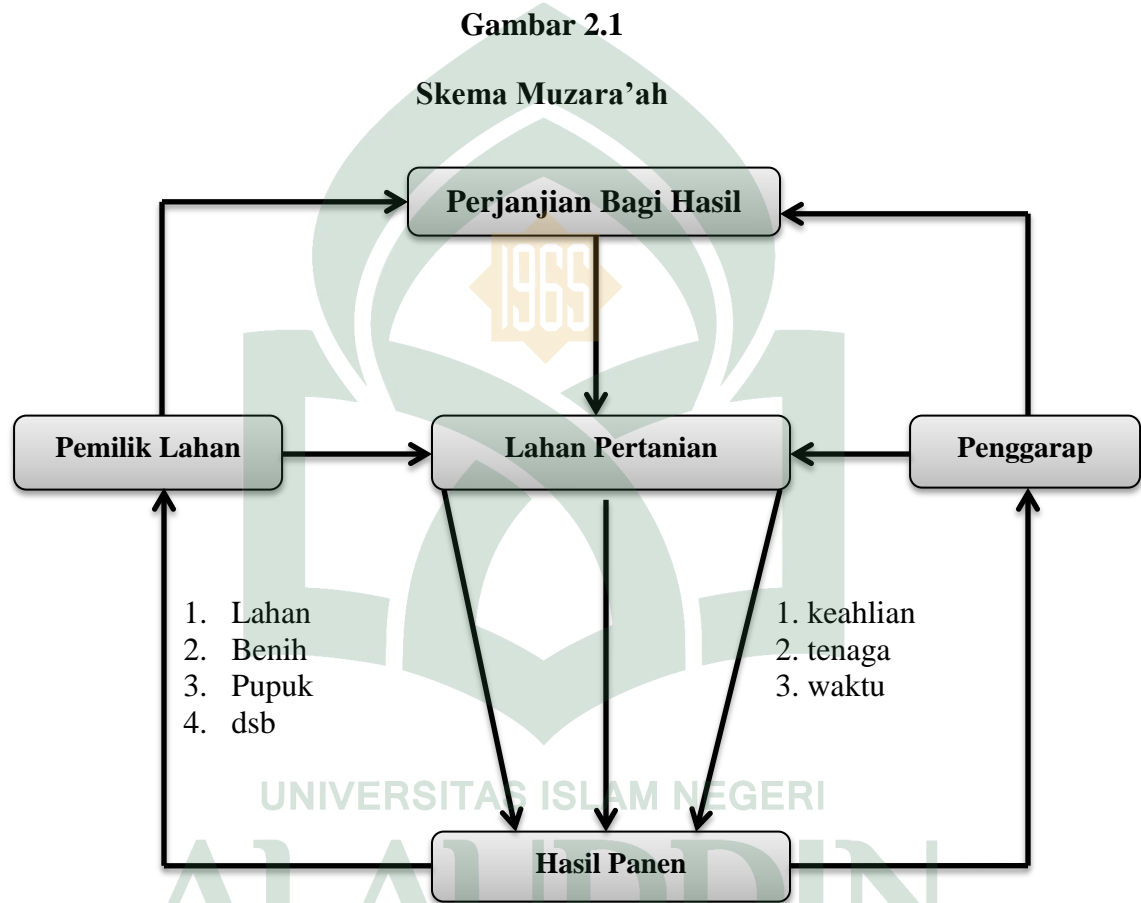 Gambar 2.1
Skema Muzara’ah
Perjanjian Bagi Hasil
1965
Pemilik Lahan
Lahan Pertanian
Penggarap
1. Lahan
2. Benih
3. Pupuk
4. dsb
1. keahlian
2. tenaga
3. waktu
UNIVERSITAS ISLAM NEGERI
Hasil Panen
ALAUDDIN